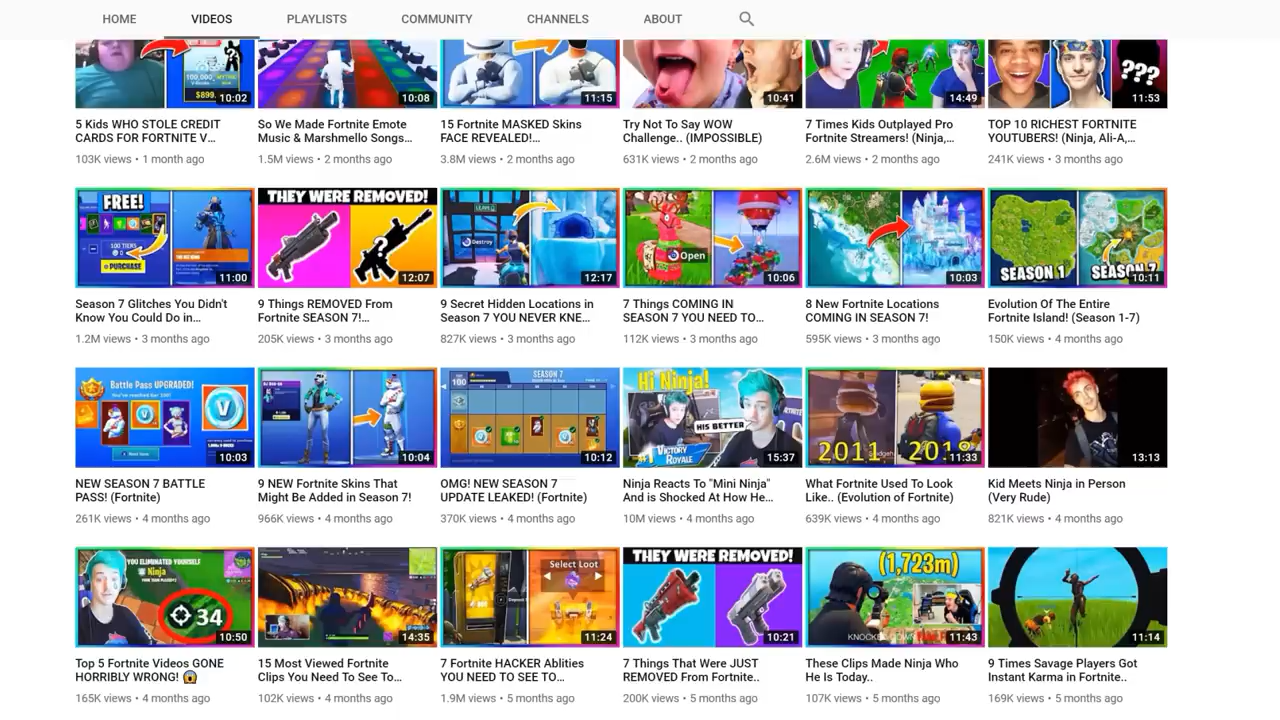 HOME VIDEOS PLAYLISTS COMMUNITY CHANNELS ABOUT
100,000
$899.
???
10:02 10:08 11:15 10:41 14:49 11:53
5 Kids WHO STOLE CREDIT
CARDS FOR FORTNITE V...
103K views • 1 month ago
So We Made Fortnite Emote
Music & Marshmello Songs...
1.5M views • 2 months ago
15 Fortnite MASKED Skins
FACE REVEALED!...
3.8M views • 2 months ago
Try Not To Say WOW
Challenge.. (IMPOSSIBLE)
631K views • 2 months ago
7 Times Kids Outplayed Pro
Fortnite Streamers! (Ninja,...
2.6M views • 2 months ago
TOP 10 RICHEST FORTNITE
YOUTUBERS! (Ninja, Ali-A,...
241K views • 3 months ago
FREE!
100 TIERS
0
PURCHASE
11:00
THEY WERE REMOVED!
?
12:07
LEAN
Destroy
12:17
Open
10:06
10:03
SEASON 1
SEASON 7
10:11
Season 7 Glitches You Didn't
Know You Could Do in...
1.2M views • 3 months ago
9 Things REMOVED From
Fortnite SEASON 7!...
205K views • 3 months ago
9 Secret Hidden Locations in
Season 7 YOU NEVER KNE...
827K views • 3 months ago
7 Things COMING IN
SEASON 7 YOU NEED TO...
112K views • 3 months ago
8 New Fortnite Locations
COMING IN SEASON 7!
595K views • 3 months ago
Evolution Of The Entire
Fortnite Island! (Season 1-7)
150K views • 4 months ago
Battle Pass UPGRADED!
V
10:03
10:04
SEASON 7
100
10:12
Hi Ninja!
HIS BETTER
#1 VICTORY
ROYALE
15:37
2011
201
11:33
13:13
NEW SEASON 7 BATTLE
PASS! (Fortnite)
261K views • 4 months ago
9 NEW Fortnite Skins That
Might Be Added in Season 7!
966K views • 4 months ago
OMG! NEW SEASON 7
UPDATE LEAKED! (Fortnite)
370K views • 4 months ago
Ninja Reacts To "Mini Ninja"
And is Shocked At How He...
10M views • 4 months ago
What Fortnite Used To Look
Like.. (Evolution of Fortnite)
639K views • 4 months ago
Kid Meets Ninja in Person
(Very Rude)
821K views • 4 months ago
YOU ELIMINATED YOURSELF
Ninja
34
10:50
14:35
Select Loot
11:24
THEY WERE REMOVED!
10:21
(1,723m)
KNOCKED DOWN
11:43
11:14
Top 5 Fortnite Videos GONE
HORRIBLY WRONG! 😱
165K views • 4 months ago
15 Most Viewed Fortnite
Clips You Need To See To...
102K views • 4 months ago
7 Fortnite HACKER Ablities
YOU NEED TO SEE TO...
1.9M views • 5 months ago
7 Things That Were JUST
REMOVED From Fortnite..
200K views • 5 months ago
These Clips Made Ninja Who
He Is Today..
107K views • 5 months ago
9 Times Savage Players Got
Instant Karma in Fortnite..
169K views • 5 months ago